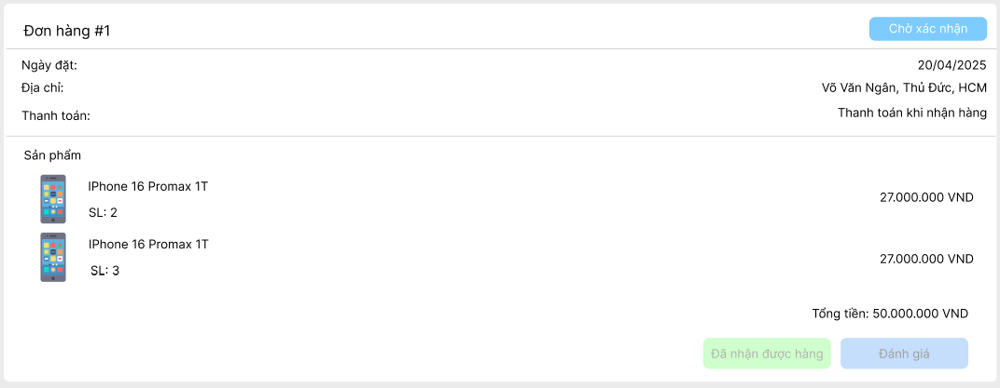 Đơn hàng #1
Chờ xác nhận
Ngày đặt:
20/04/2025
Địa chỉ:
Võ Văn Ngân, Thủ Đức, HCM
Thanh toán:
Thanh toán khi nhận hàng
Sản phẩm
IPhone 16 Promax 1T
SL: 2
27.000.000 VND
IPhone 16 Promax 1T
SL: 3
27.000.000 VND
Tổng tiền: 50.000.000 VND
Đã nhận được hàng
Đánh giá